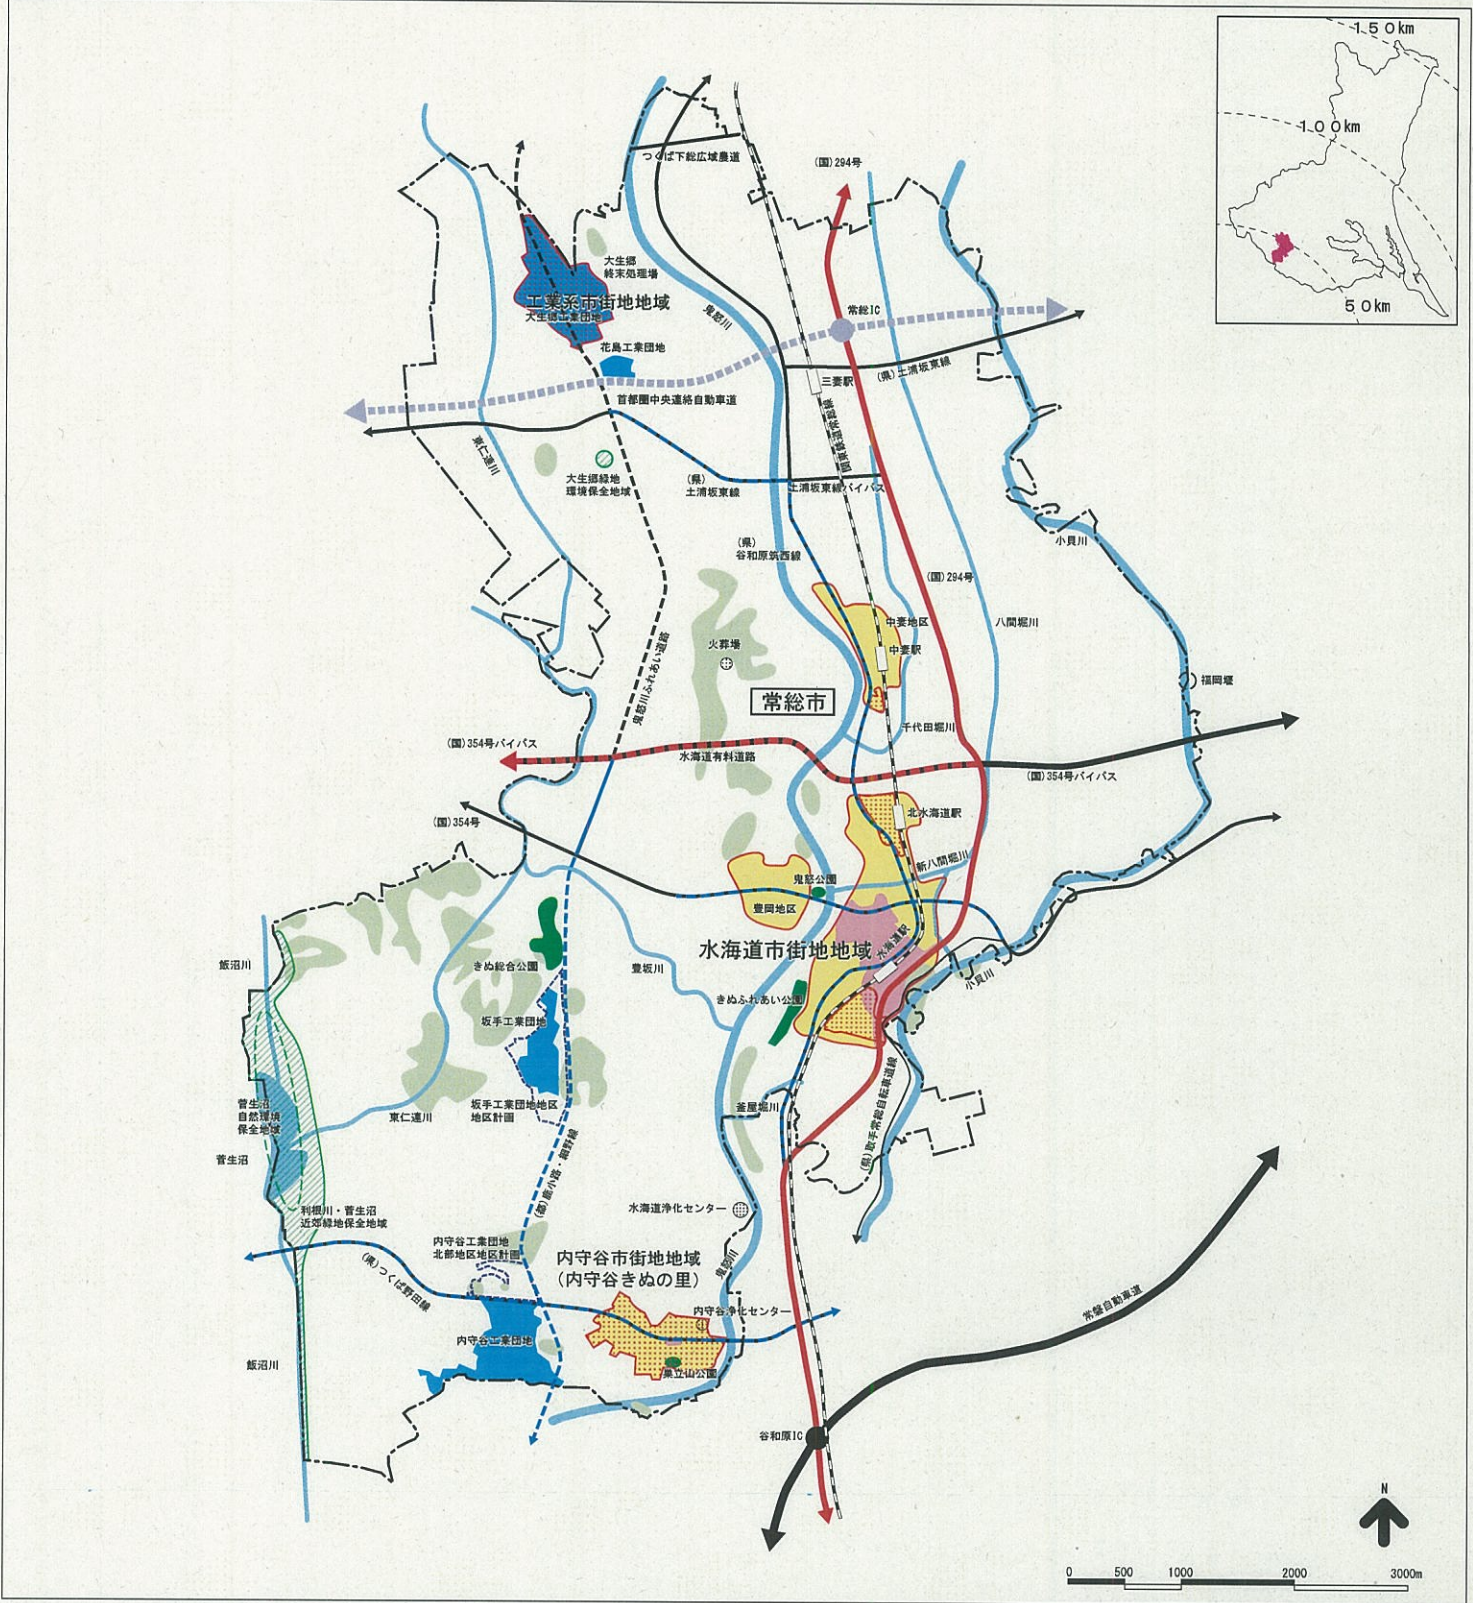 150km
100km
50km
つくば下総広域農道
(国)294号
大生郷
終末処理場
工業系市街地地域
大生郷工業団地
鬼怒川
常総IC
花島工業団地
三妻駅
(県)土浦坂東線
首都圏中央連絡自動車道
関東鉄道常総線
東仁連川
大生郷緑地
環境保全地域
(県)
土浦坂東線
土浦坂東線バイパス
(県)
谷和原筑西線
小貝川
(国)294号
中妻地区
八間堀川
火葬場
中妻駅
鬼怒川ふれあい道路
福岡堰
常総市
千代田堀川
(国)354号バイパス
水海道有料道路
(国)354号バイパス
(国)354号
北水海道駅
新八間堀川
鬼怒公園
豊岡地区
水海道市街地地域
水海道駅
飯沼川
きぬ総合公園
豊坂川
小貝川
きぬふれあい公園
坂手工業団地
菅生沼
自然環境
保全地域
坂手工業団地地区
地区計画
東仁連川
釜屋堀川
(県)取手常総自転車道線
菅生沼
利根川・菅生沼
近郊緑地保全地域
水海道浄化センター
内守谷工業団地
北部地区地区計画
内守谷市街地地域
(内守谷きぬの里)
鬼怒川
(県)つくば野田線
内守谷浄化センター
常磐自動車道
内守谷工業団地
飯沼川
巣立山公園
谷和原IC
N
0 500 1000 2000 3000m